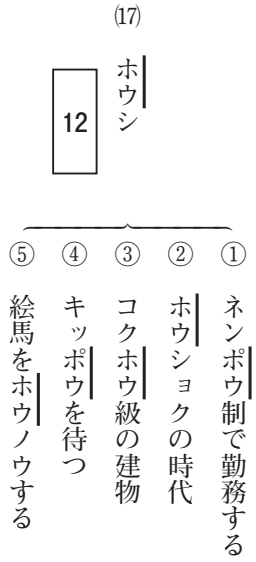 ⒄ ホウシ
12
① ネンポウ制で勤務する
② ホウショクの時代
③ コクホウ級の建物
④ キッポウを待つ
⑤ 絵馬をホウノウする